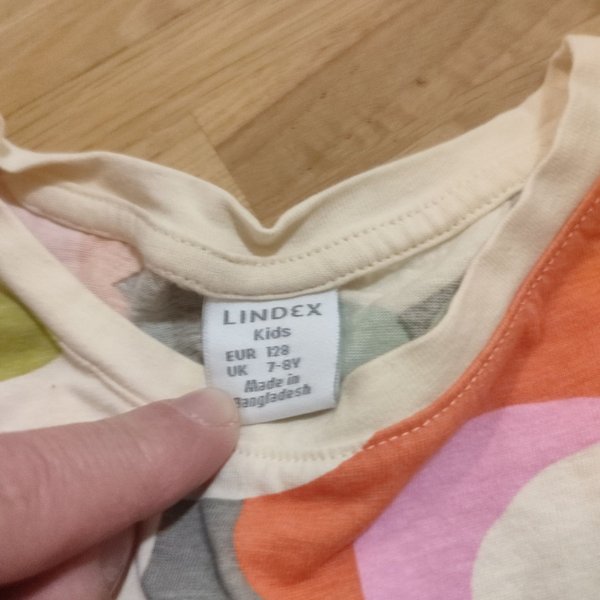 LINDEX
Kids
EUR 128
UK 7-8Y
Made in
Bangladesh